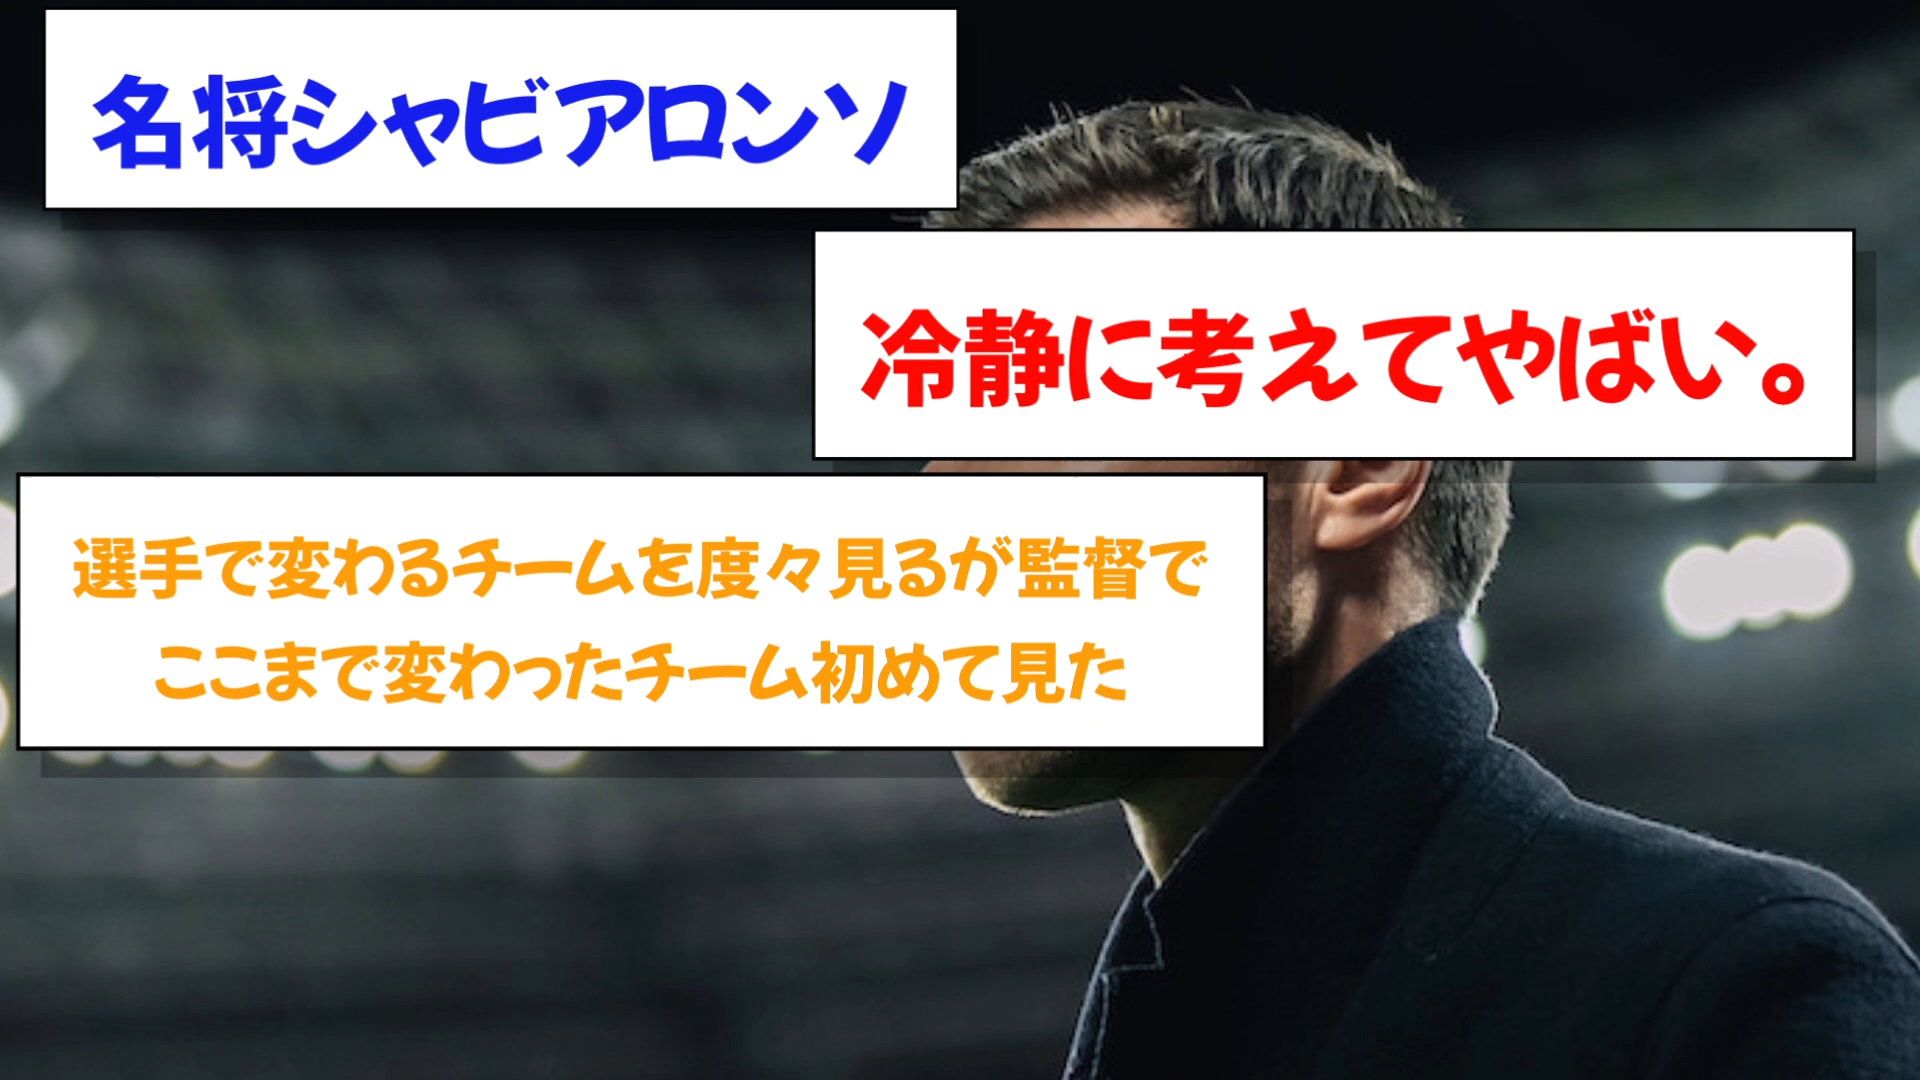 名将シャビアロンソ
冷静に考えてやばい。
選手で変わるチームを度々見るが監督で
ここまで変わったチーム初めて見た